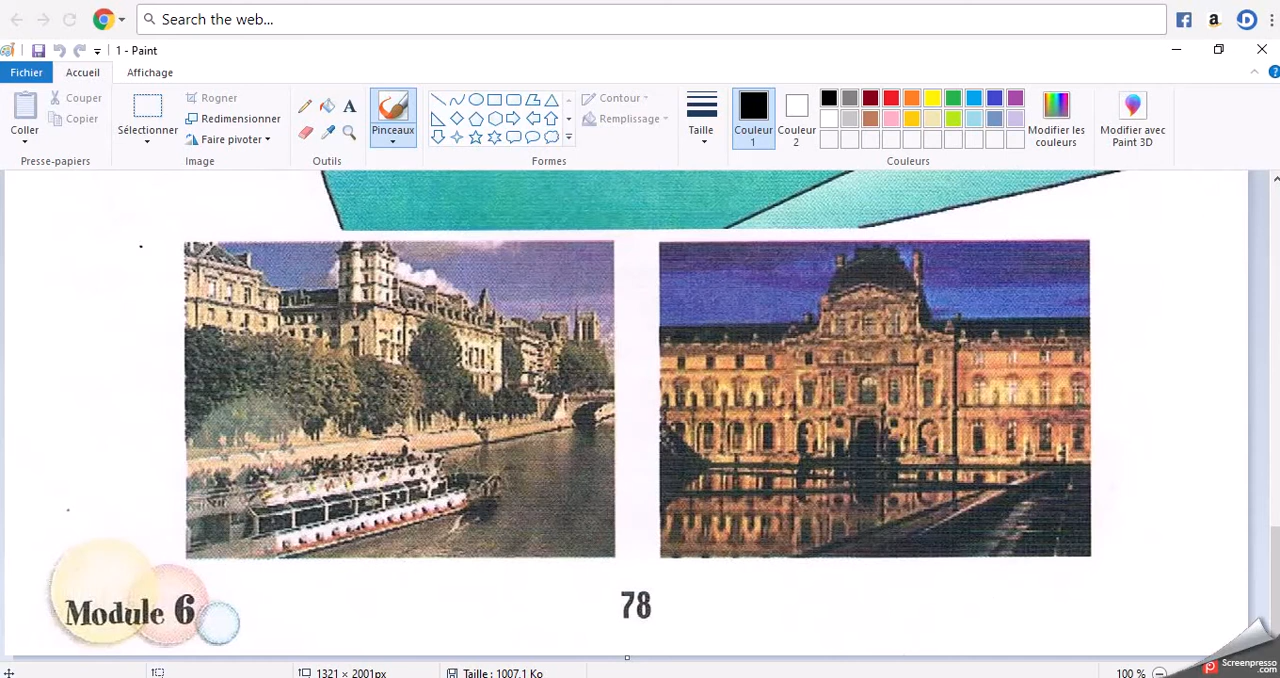 Search the web...
1 - Paint
Fichier Accueil Affichage
Coller
Couper
Copier
Presse-papiers
Sélectionner
Rogner
Redimensionner
Faire pivoter
Image
A
Outils
Pinceaux
Contour
Remplissage
Formes
Taille
Couleur 1
Couleur 2
Modifier les couleurs
Couleurs
Modifier avec Paint 3D
Module 6
78
1321 × 2001px
Taille : 1007.1 Ko
100 %
Screenpresso.com